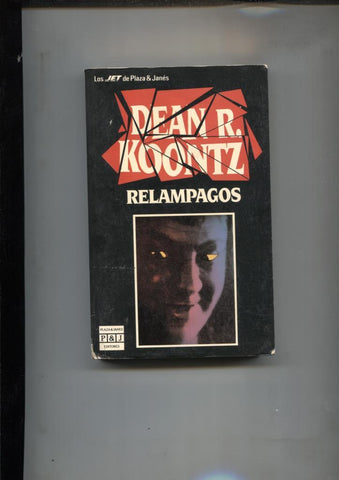 Los JET de Plaza & Janés
DEAN R.
KOONTZ
RELAMPAGOS
PLAZA & JANES
P & J
EDITORES